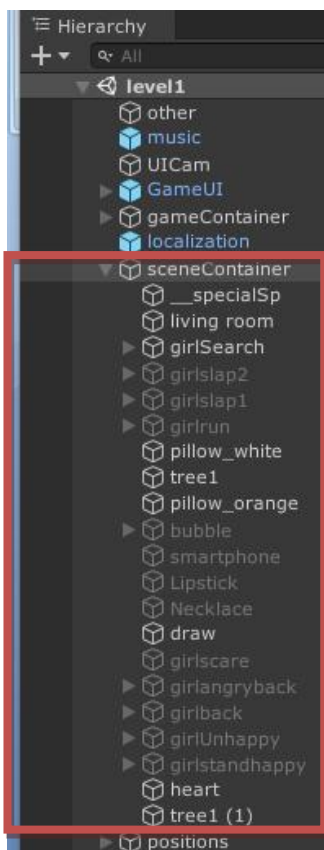 Hierarchy
All
level1
other
music
UICam
GameUI
gameContainer
localization
sceneContainer
__specialSp
living room
girlSearch
girlslap2
girlslap1
girlrun
pillow_white
tree1
pillow_orange
bubble
smartphone
Lipstick
Necklace
draw
girlscare
girlangryback
girlback
girlUnhappy
girlstandhappy
heart
tree1 (1)
positions